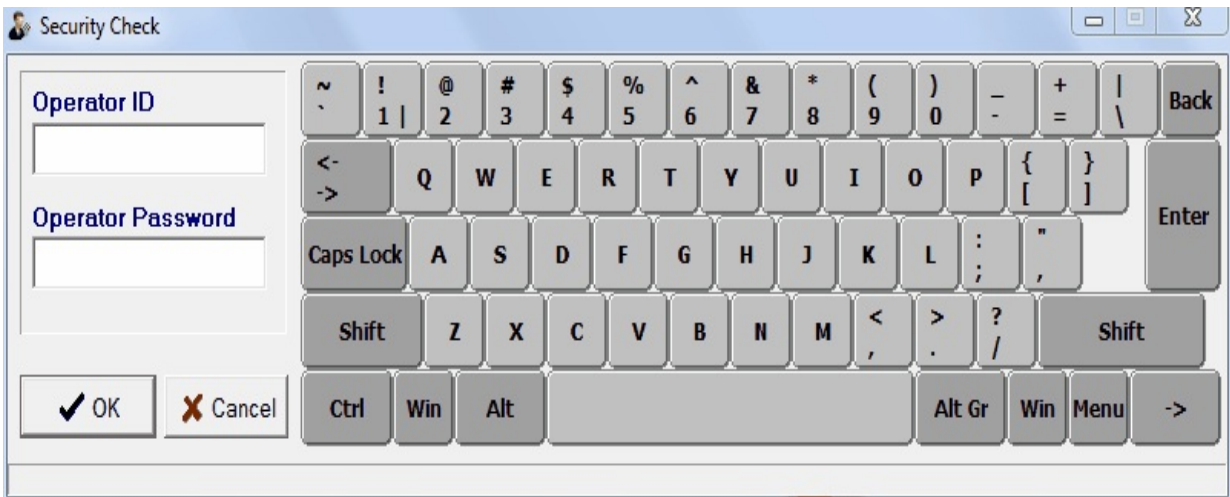 Security Check
Operator ID
Operator Password
OK Cancel
~ ! @ # $ % ^ & * ( ) _ + |
` 1 | 2 3 4 5 6 7 8 9 0 - = \ Back
<- Q W E R T Y U I O P { }
-> [ ] Enter
Caps Lock A S D F G H J K L : "
; ,
Shift Z X C V B N M < > ? Shift
, . /
Ctrl Win Alt Alt Gr Win Menu ->